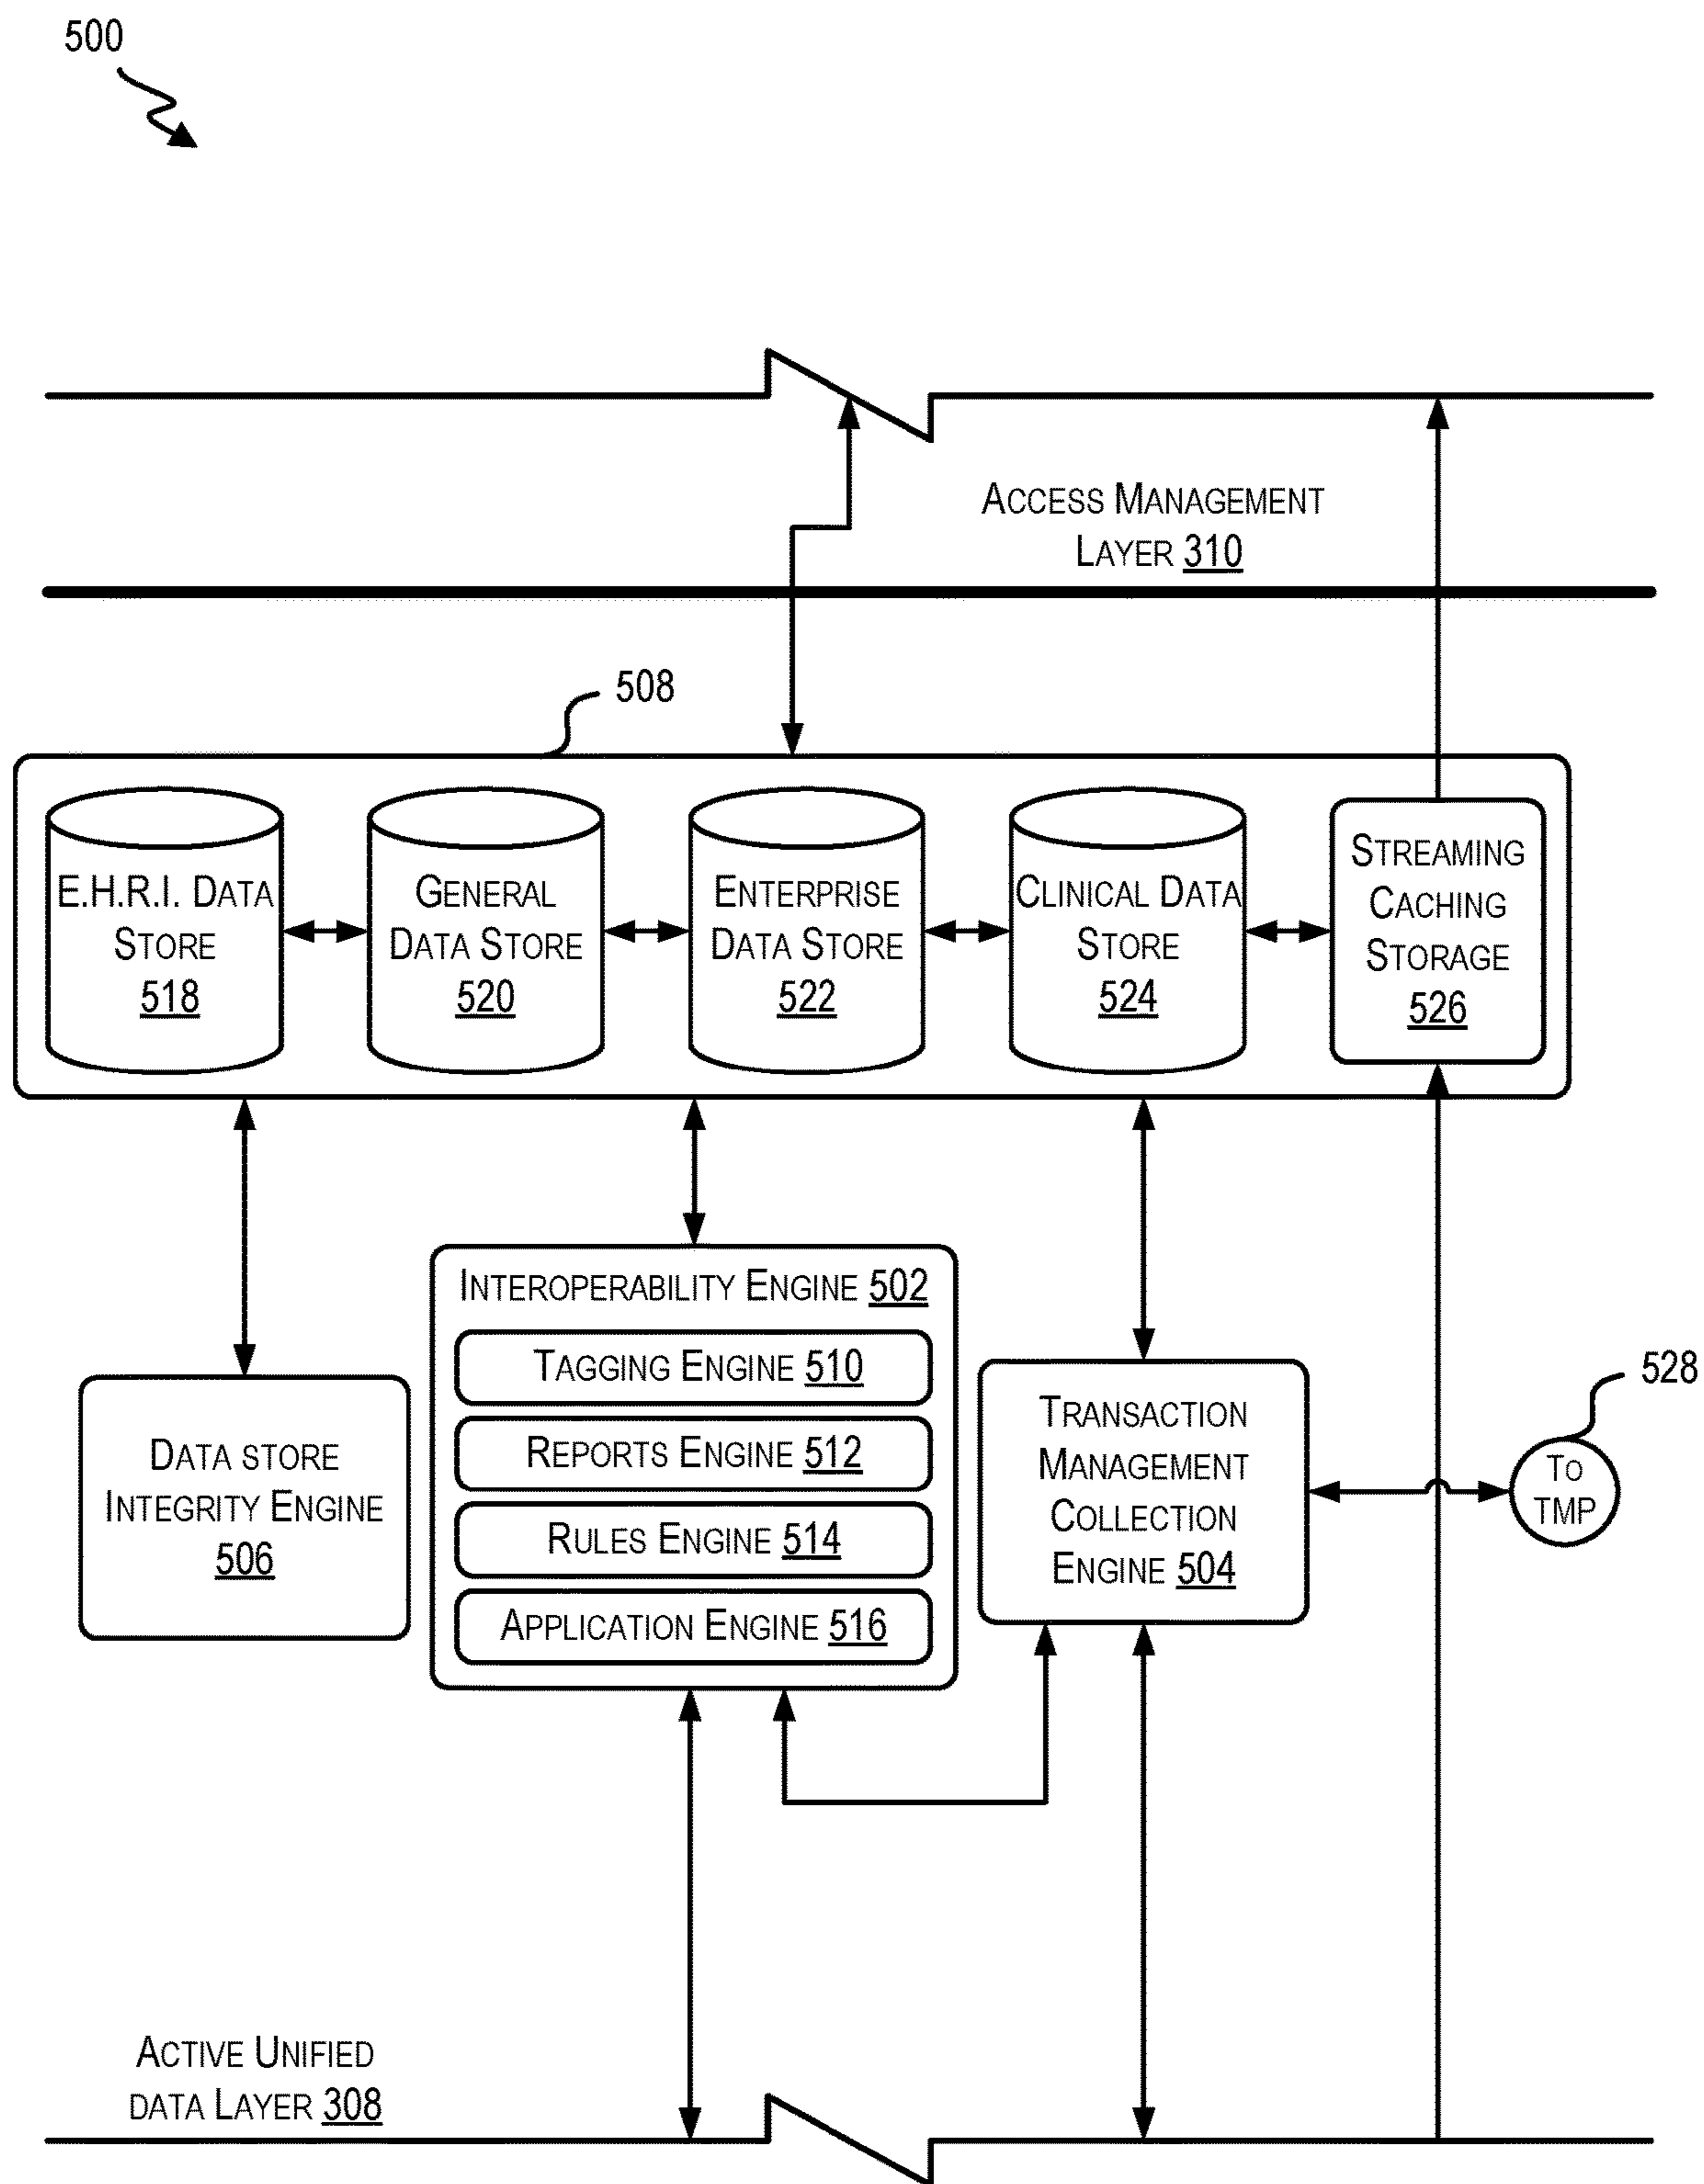 500
ACCESS MANAGEMENT
LAYER 310
508
E.H.R.I. DATA
STORE
518
GENERAL
DATA STORE
520
ENTERPRISE
DATA STORE
522
CLINICAL DATA
STORE
524
STREAMING
CACHING
STORAGE
526
INTEROPERABILITY ENGINE 502
TAGGING ENGINE 510
REPORTS ENGINE 512
RULES ENGINE 514
APPLICATION ENGINE 516
DATA STORE
INTEGRITY ENGINE
506
TRANSACTION
MANAGEMENT
COLLECTION
ENGINE 504
528
TO
TMP
ACTIVE UNIFIED
DATA LAYER 308